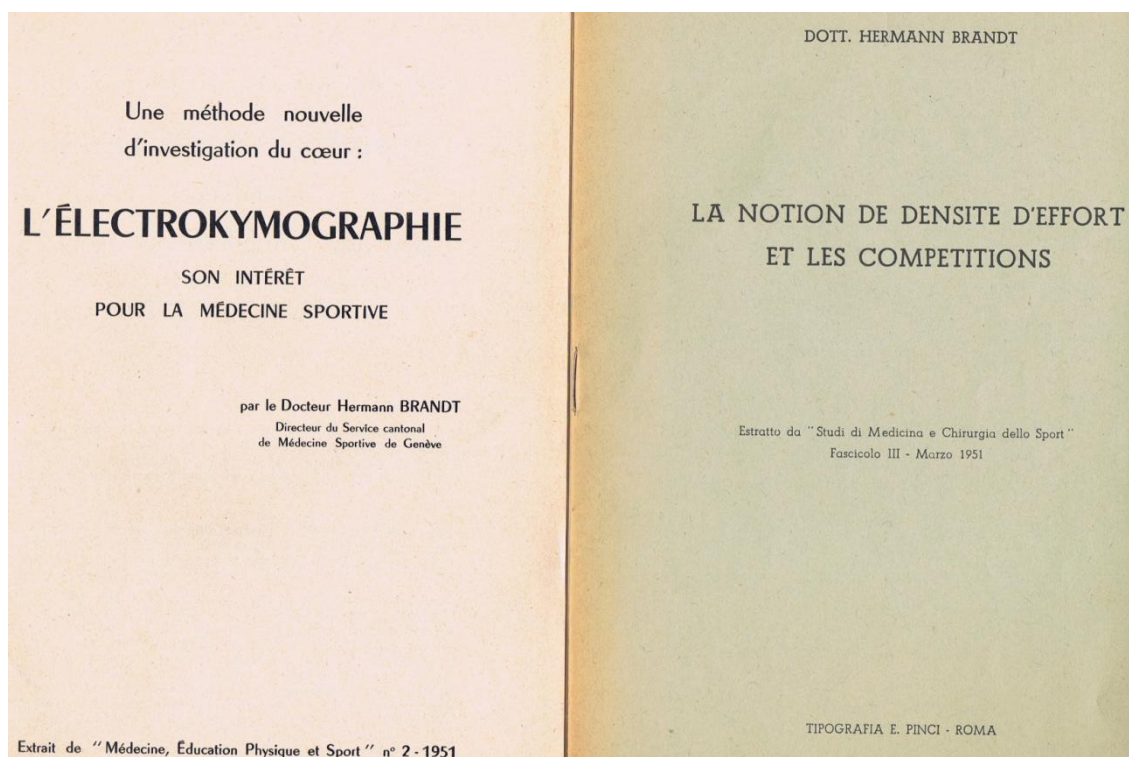 Une méthode nouvelle
d'investigation du cœur :
L'ÉLECTROKYMOGRAPHIE
SON INTÉRÊT
POUR LA MÉDECINE SPORTIVE
par le Docteur Hermann BRANDT
Directeur du Service cantonal
de Médecine Sportive de Genève
Extrait de "Médecine, Éducation Physique et Sport" n° 2 - 1951
DOTT. HERMANN BRANDT
LA NOTION DE DENSITE D'EFFORT
ET LES COMPETITIONS
Estratto da "Studi di Medicina e Chirurgia dello Sport"
Fascicolo III - Marzo 1951
TIPOGRAFIA E. PINCI - ROMA